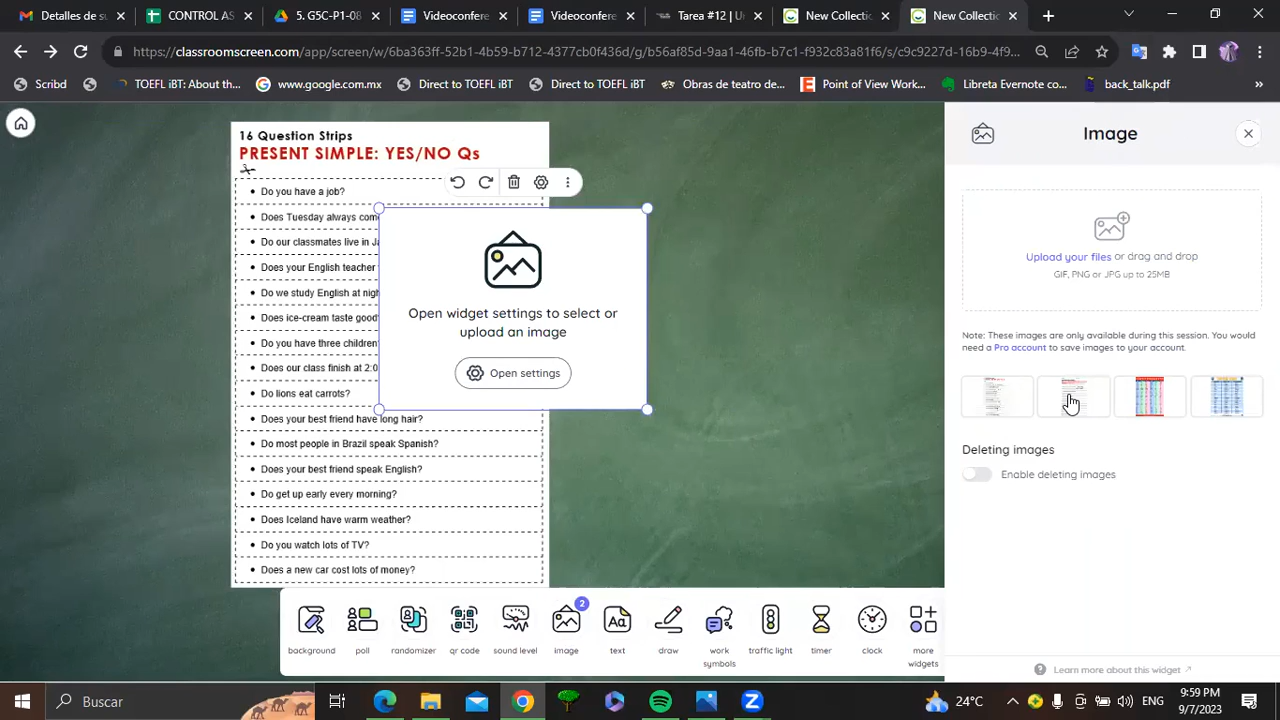 Detalles de asignac
CONTROL AS
5. GSC-P1-G
Videoconfere
Videoconfere
Tarea #12 | U
New Collecti
New Collecti
https://classroomscreen.com/app/screen/w/6ba363ff-52b1-4b59-b712-4377cb0f436d/g/b56af85d-9aa1-46fb-b7c1-f932c83a81f6/s/c9c9227d-16b9-4f9...
Scribd
TOEFL iBT: About th...
www.google.com
Direct to TOEFL iBT
Direct to TOEFL iBT
Obras de teatro de...
Point of View Work...
Libreta Evernote co...
back_talk.pdf
»
16 Question Strips
PRESENT SIMPLE: YES/NO Qs
• Do you have a job?
• Does Tuesday always com
• Do our classmates live in Ja
• Does your English teacher
• Do we study English at nigh
• Does ice-cream taste good
• Do you have three children
• Does our class finish at 2:0
• Do lions eat carrots?
• Does your best friend have long hair?
• Do most people in Brazil speak Spanish?
• Does your best friend speak English?
• Do get up early every morning?
• Does Iceland have warm weather?
• Do you watch lots of TV?
• Does a new car cost lots of money?
Open widget settings to select or
upload an image
Open settings
Image
Upload your files or drag and drop
GIF, PNG or JPG up to 25MB
Note: These images are only available during this session. You would
need a Pro account to save images to your account.
Deleting images
Enable deleting images
Learn more about this widget
background
poll
randomizer
qr code
sound level
2
image
text
draw
work
symbols
traffic light
timer
clock
more
widgets
Buscar
24°C
ENG
9:59 PM
9/7/2023